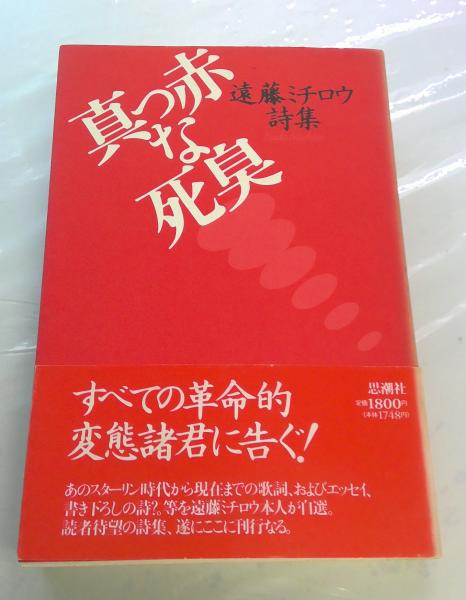 真っ赤な
死臭
遠藤ミチロウ
詩集
すべての革命的
変態諸君に告ぐ!
思潮社
定価1800円
(本体1748円)
あのスターリン時代から現在までの歌詞、およびエッセイ、
書き下ろしの詩?。等を遠藤ミチロウ本人が自選。
読者待望の詩集、遂にここに刊行なる。